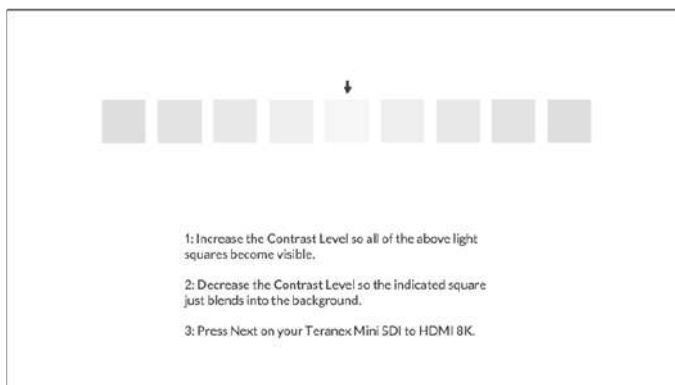 1: Increase the Contrast Level so all of the above light
squares become visible.
2: Decrease the Contrast Level so the indicated square
just blends into the background.
3: Press Next on your Teranex Mini SDI to HDMI 8K.